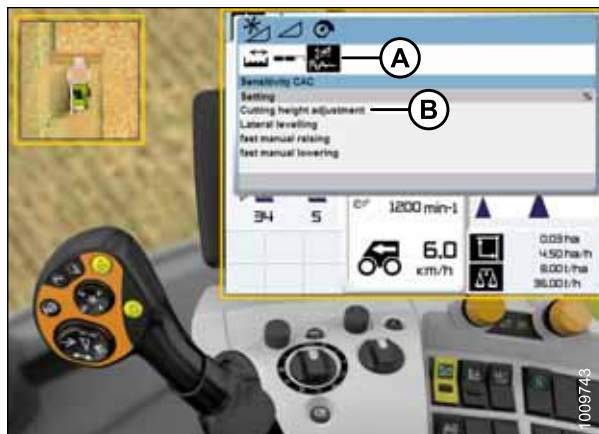 A
Sensitivity CAC
Setting %
Cutting height adjustment
B
Lateral levelling
fast manual raising
fast manual lowering
34 5
1200 min-1
6.0
km/h
0.03 ha
4.50 ha/h
8.00 t/ha
36.00 t/h
1009743